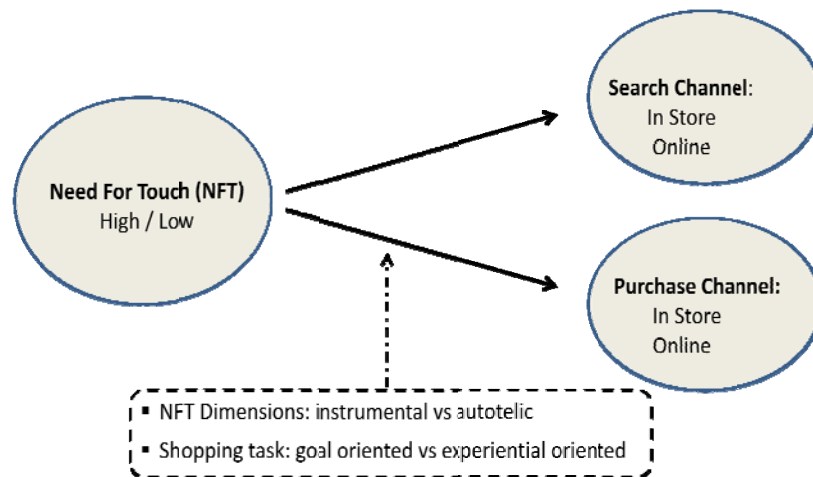 Search Channel:
In Store
Online
Need For Touch (NFT)
High / Low
Purchase Channel:
In Store
Online
▪ NFT Dimensions: instrumental vs autotelic
▪ Shopping task: goal oriented vs experiential oriented